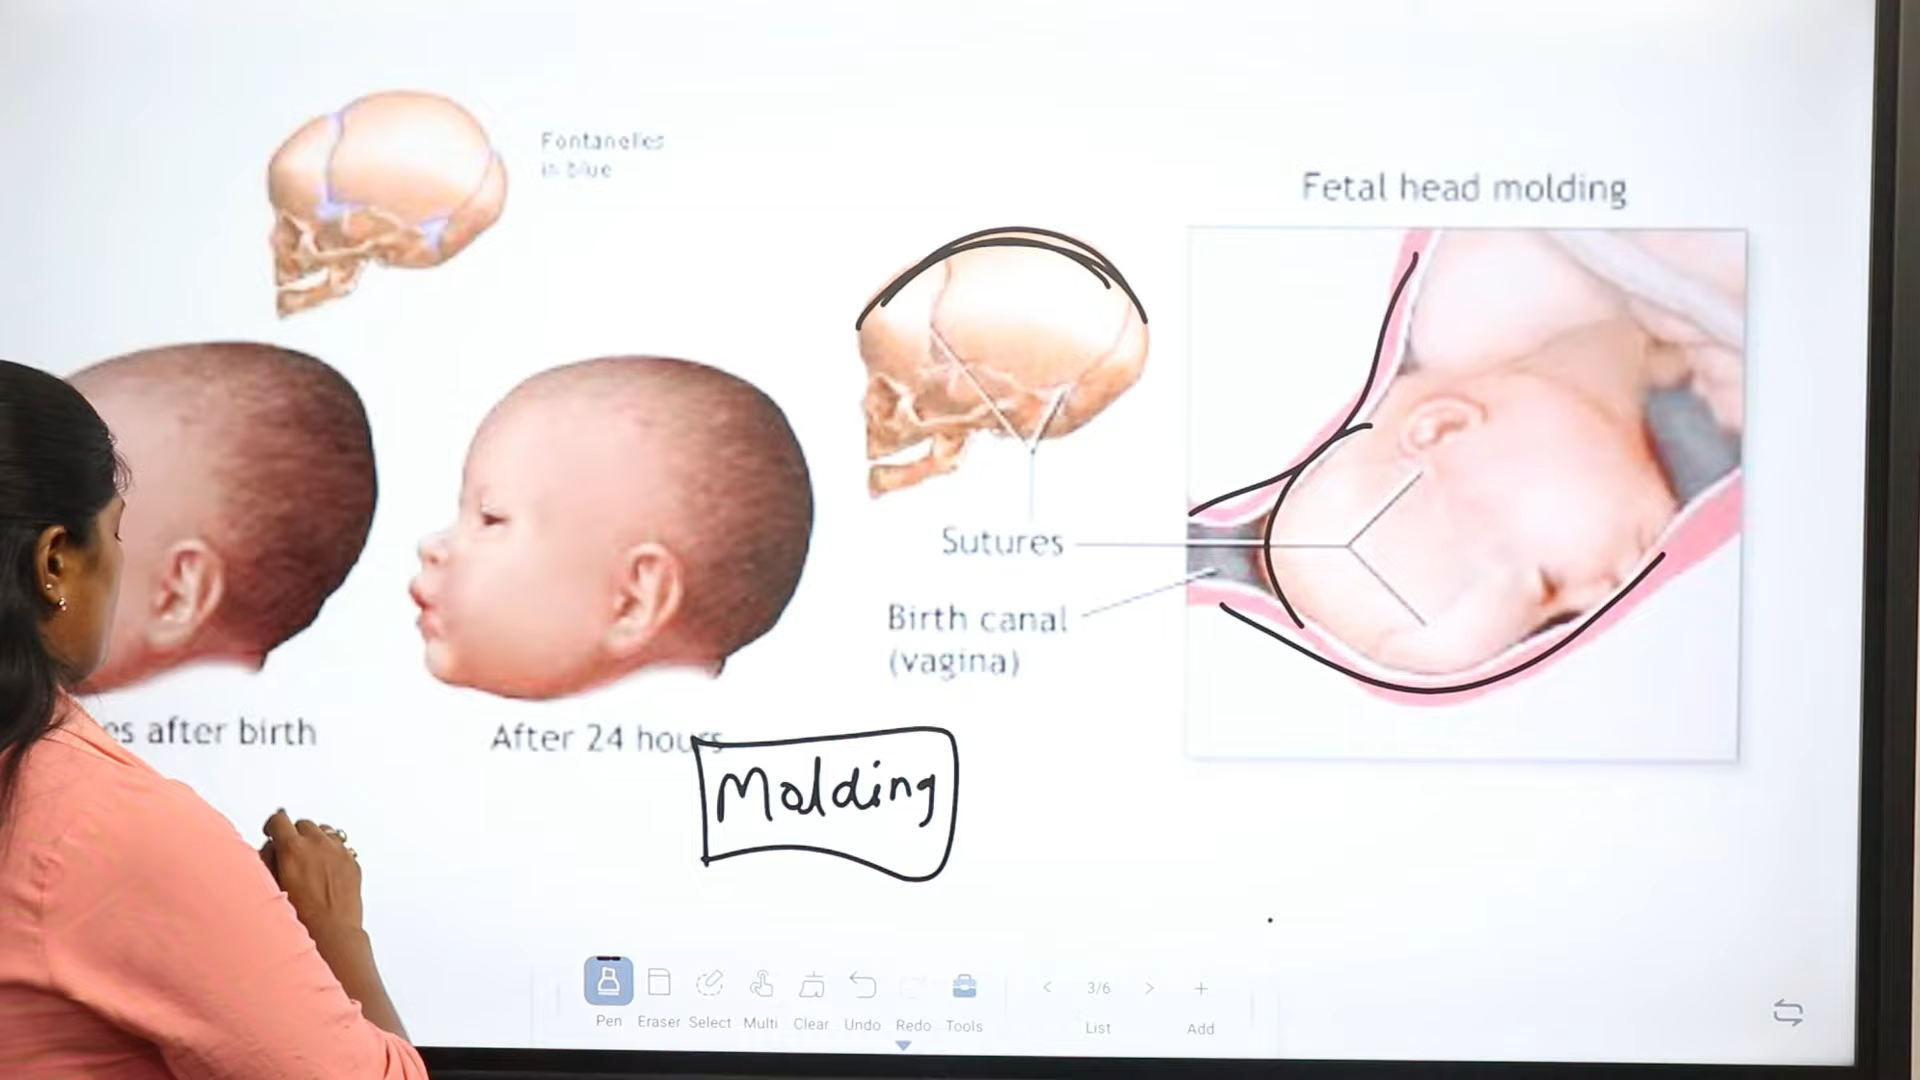 Fontanelles
in blue
Fetal head molding
Sutures
Birth canal
(vagina)
es after birth
After 24 hours
Molding
Pen Eraser Select Multi Clear Undo Redo Tools
3/6
List
Add